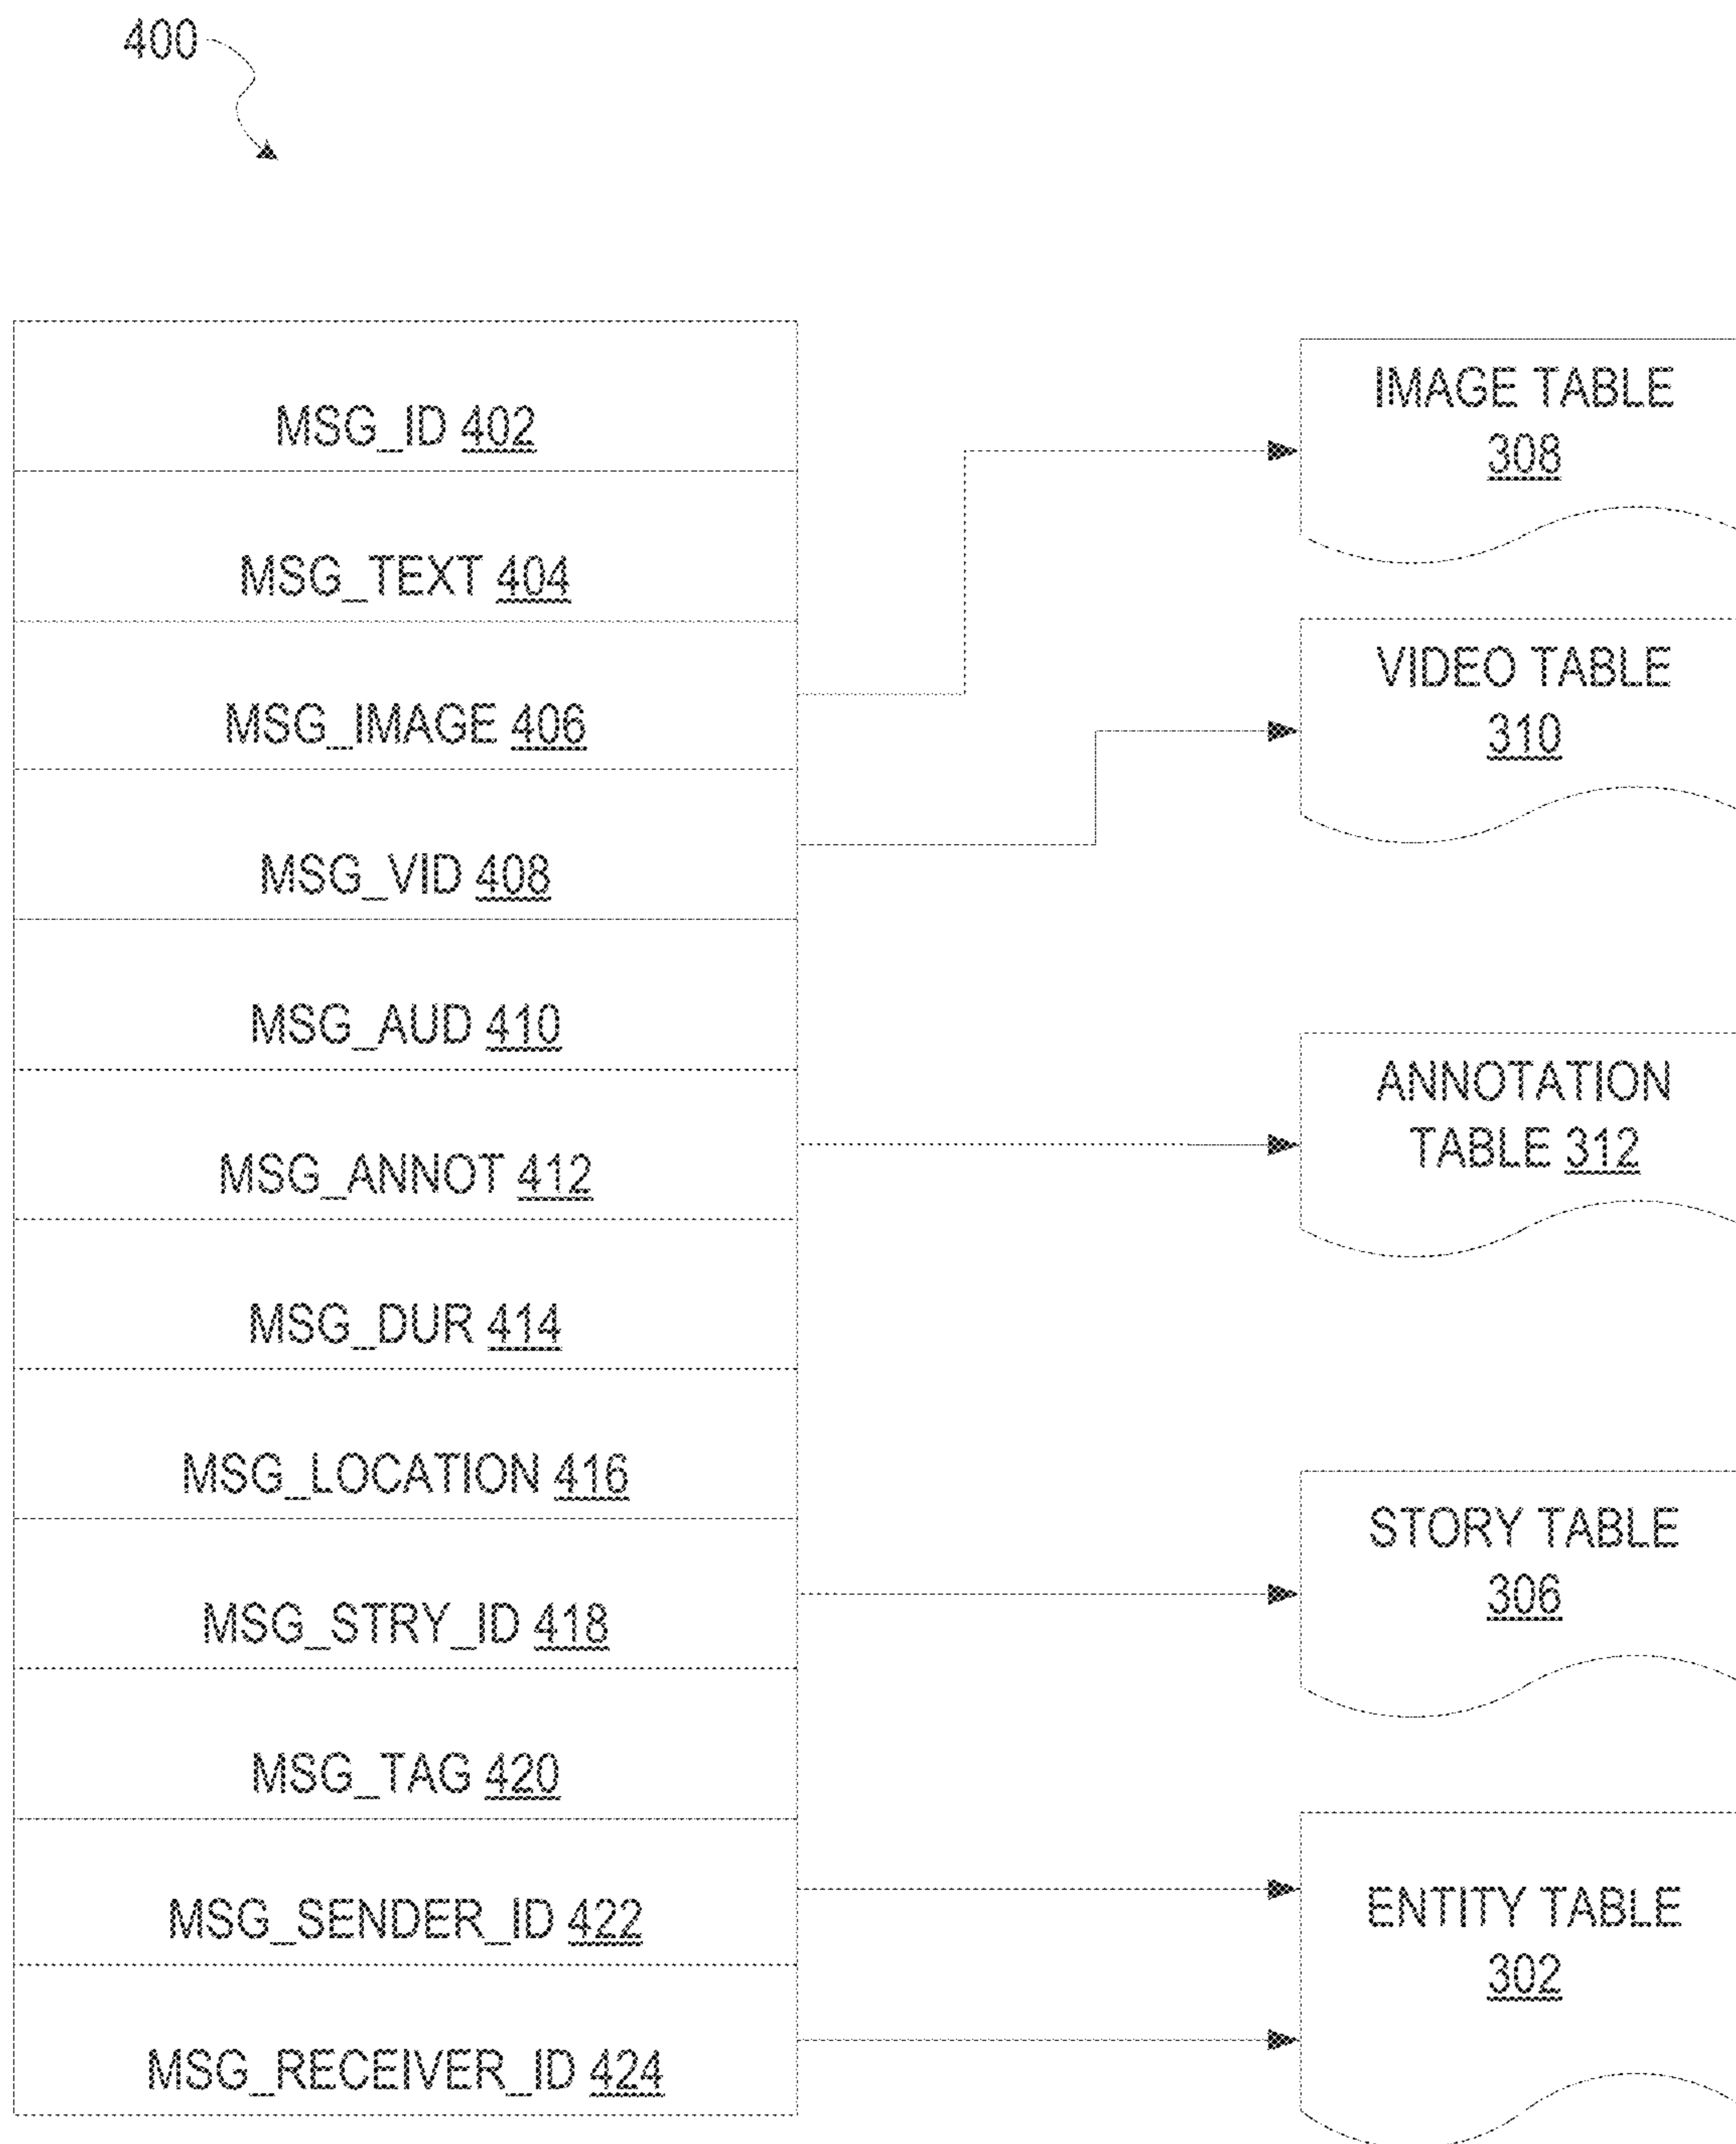 400
MSG_ID 402
MSG_TEXT 404
MSG_IMAGE 406
MSG_VID 408
MSG_AUD 410
MSG_ANNOT 412
MSG_DUR 414
MSG_LOCATION 416
MSG_STRY_ID 418
MSG_TAG 420
MSG_SENDER_ID 422
MSG_RECEIVER_ID 424
IMAGE TABLE
308
VIDEO TABLE
310
ANNOTATION
TABLE 312
STORY TABLE
306
ENTITY TABLE
302